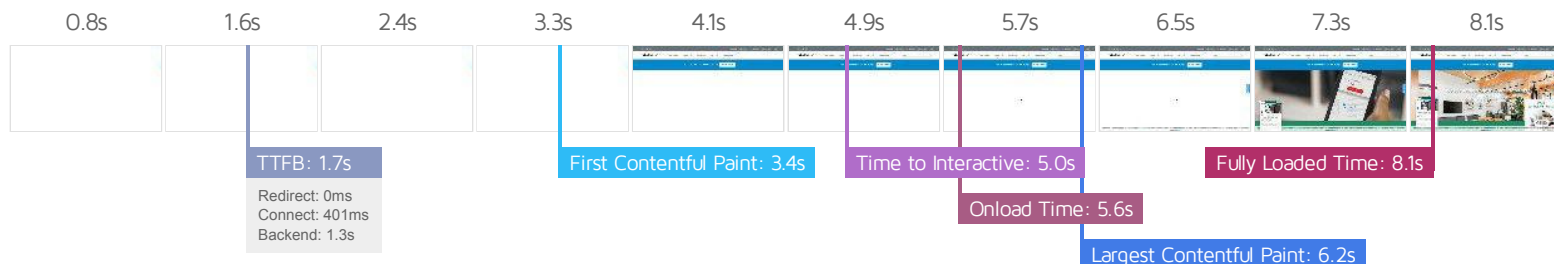 0.8s 1.6s 2.4s 3.3s 4.1s 4.9s 5.7s 6.5s 7.3s 8.1s
TTFB: 1.7s
Redirect: 0ms
Connect: 401ms
Backend: 1.3s
First Contentful Paint: 3.4s
Time to Interactive: 5.0s
Fully Loaded Time: 8.1s
Onload Time: 5.6s
Largest Contentful Paint: 6.2s